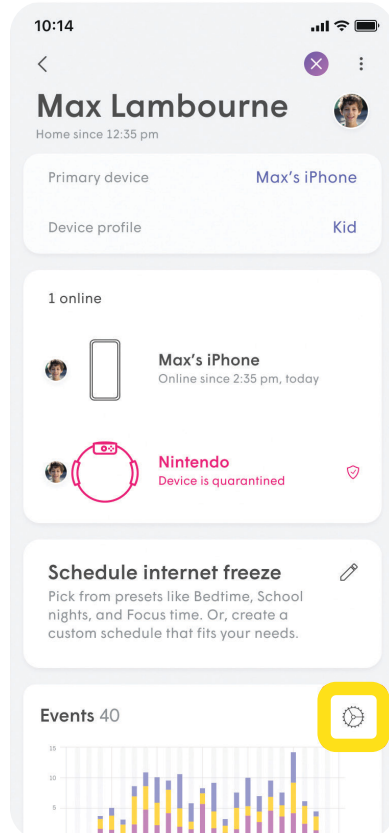 10:14
Max Lambourne
Home since 12:35 pm
Primary device Max's iPhone
Device profile Kid
1 online
Max's iPhone
Online since 2:35 pm, today
Nintendo
Device is quarantined
Schedule internet freeze
Pick from presets like Bedtime, School
nights, and Focus time. Or, create a
custom schedule that fits your needs.
Events 40
15
10
5